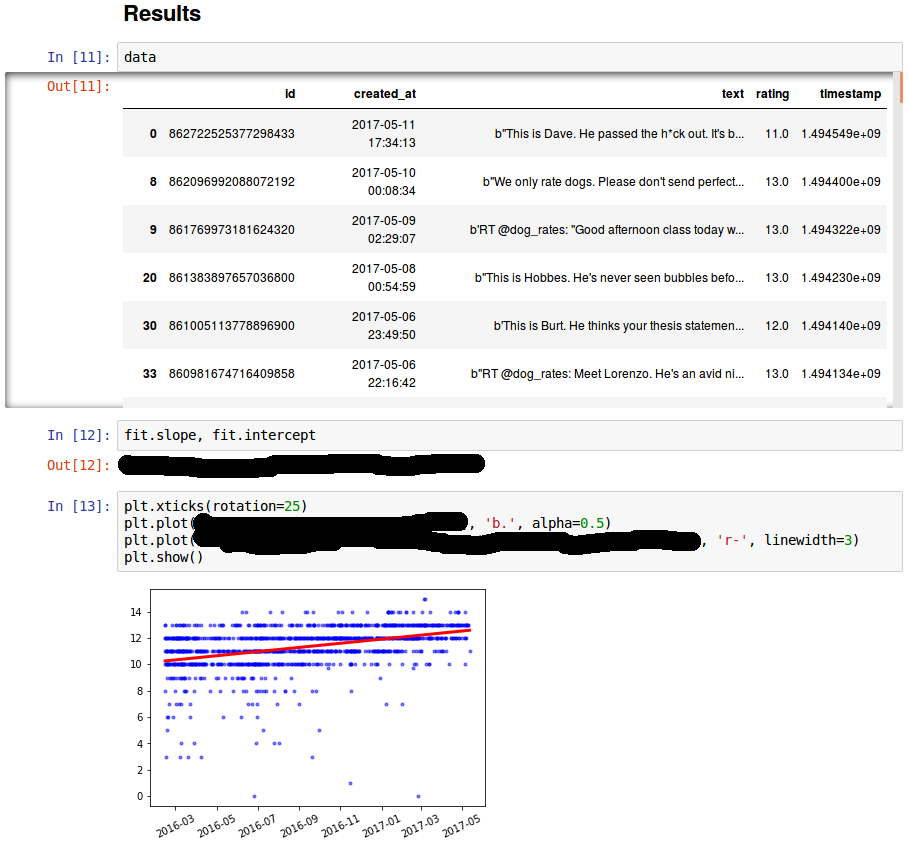 Results
In [11]: data
Out[11]:
id created_at text rating timestamp
0 862722525377298433 2017-05-11 17:34:13 b"This is Dave. He passed the h*ck out. It's b... 11.0 1.494549e+09
8 862096992088072192 2017-05-10 00:08:34 b"We only rate dogs. Please don't send perfect... 13.0 1.494400e+09
9 861769973181624320 2017-05-09 02:29:07 b'RT @dog_rates: "Good afternoon class today w... 13.0 1.494322e+09
20 861383897657036800 2017-05-08 00:54:59 b"This is Hobbes. He's never seen bubbles befo... 13.0 1.494230e+09
30 861005113778896900 2017-05-06 23:49:50 b'This is Burt. He thinks your thesis statemen... 12.0 1.494140e+09
33 860981674716409858 2017-05-06 22:16:42 b"RT @dog_rates: Meet Lorenzo. He's an avid ni... 13.0 1.494134e+09
In [12]: fit.slope, fit.intercept
Out[12]:
In [13]: plt.xticks(rotation=25)
plt.plot( , 'b.', alpha=0.5)
plt.plot( , 'r-', linewidth=3)
plt.show()
14
12
10
8
6
4
2
0
2016-03 2016-05 2016-07 2016-09 2016-11 2017-01 2017-03 2017-05